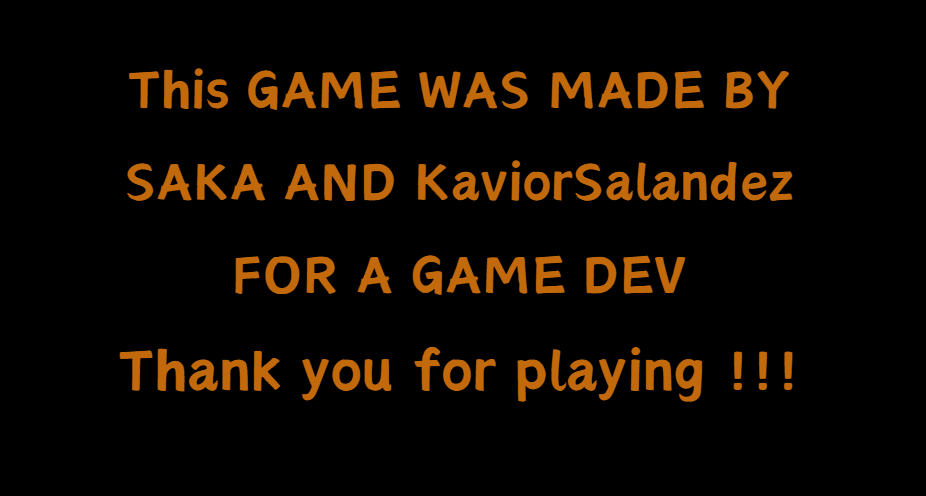 This GAME WAS MADE BY
SAKA AND KaviorSalandez
FOR A GAME DEV
Thank you for playing !!!